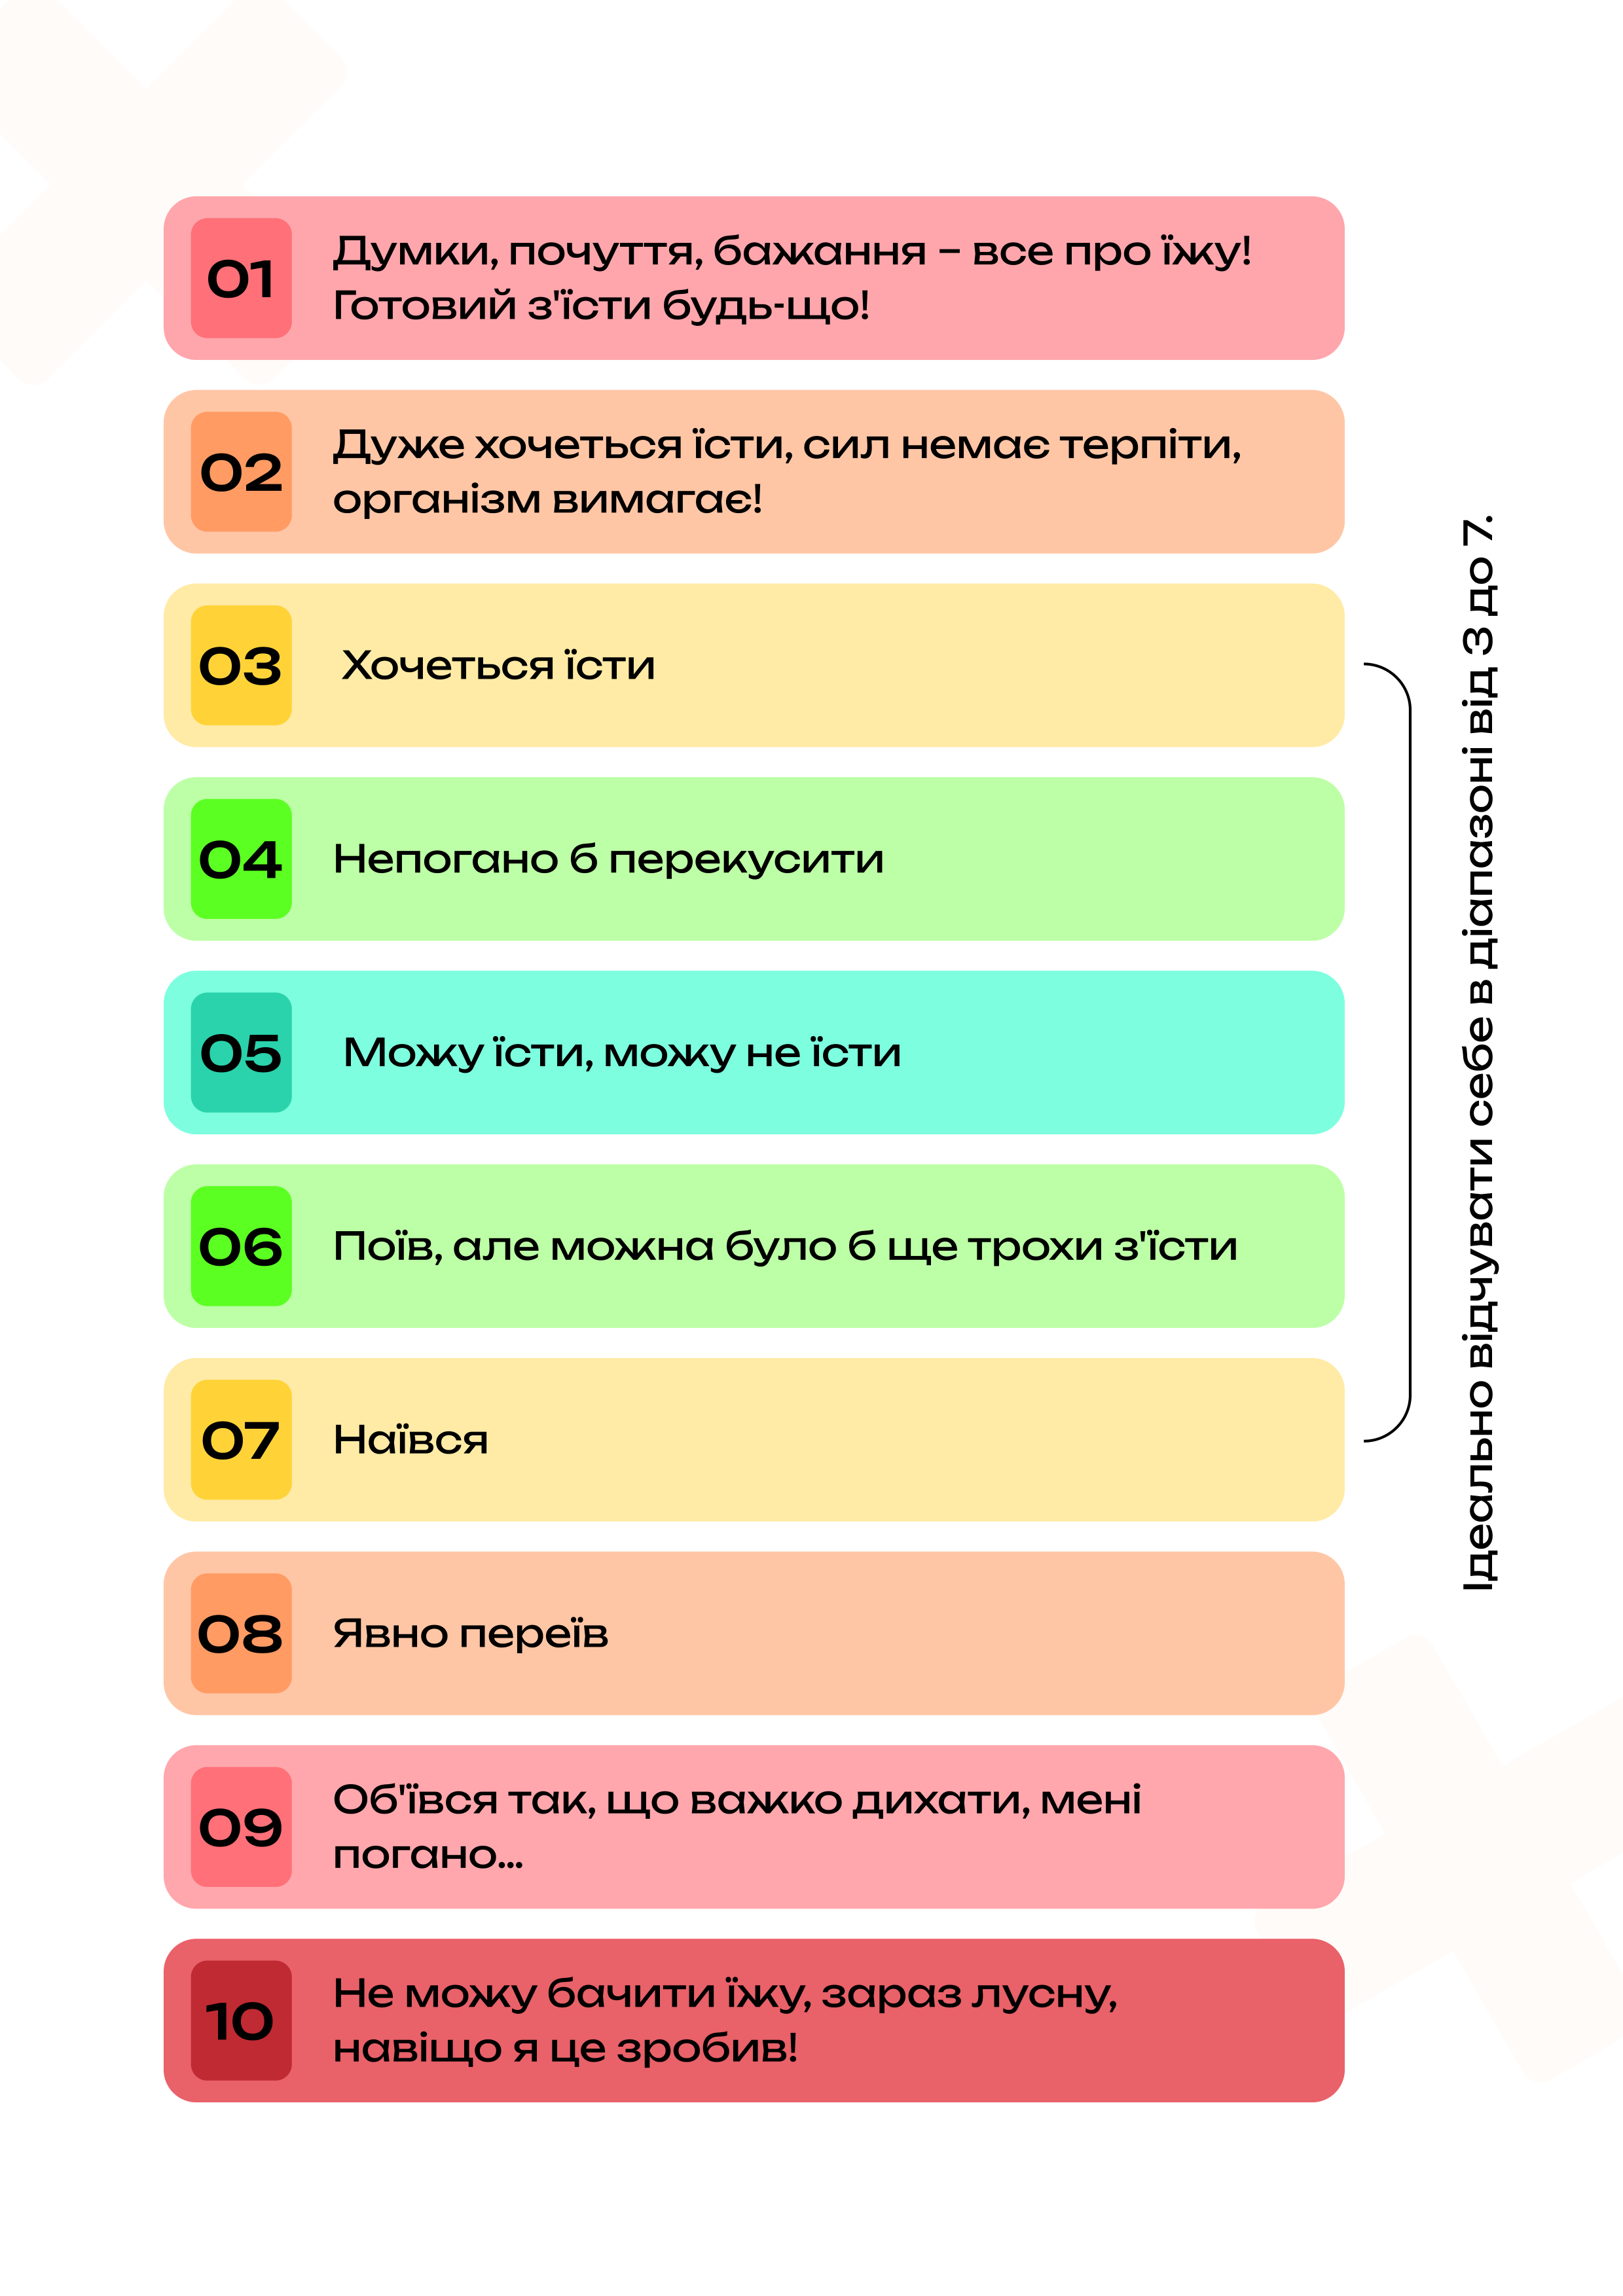 01
Думки, почуття, бажання – все про їжу!
Готовий з'їсти будь-що!
02
Дуже хочеться їсти, сил немає терпіти,
організм вимагає!
03
Хочеться їсти
04
Непогано б перекусити
05
Можу їсти, можу не їсти
06
Поїв, але можна було б ще трохи з'їсти
07
Наївся
08
Явно переїв
09
Об'ївся так, що важко дихати, мені
погано...
10
Не можу бачити їжу, зараз лусну,
навіщо я це зробив!
Ідеально відчувати себе в діапазоні від 3 до 7.